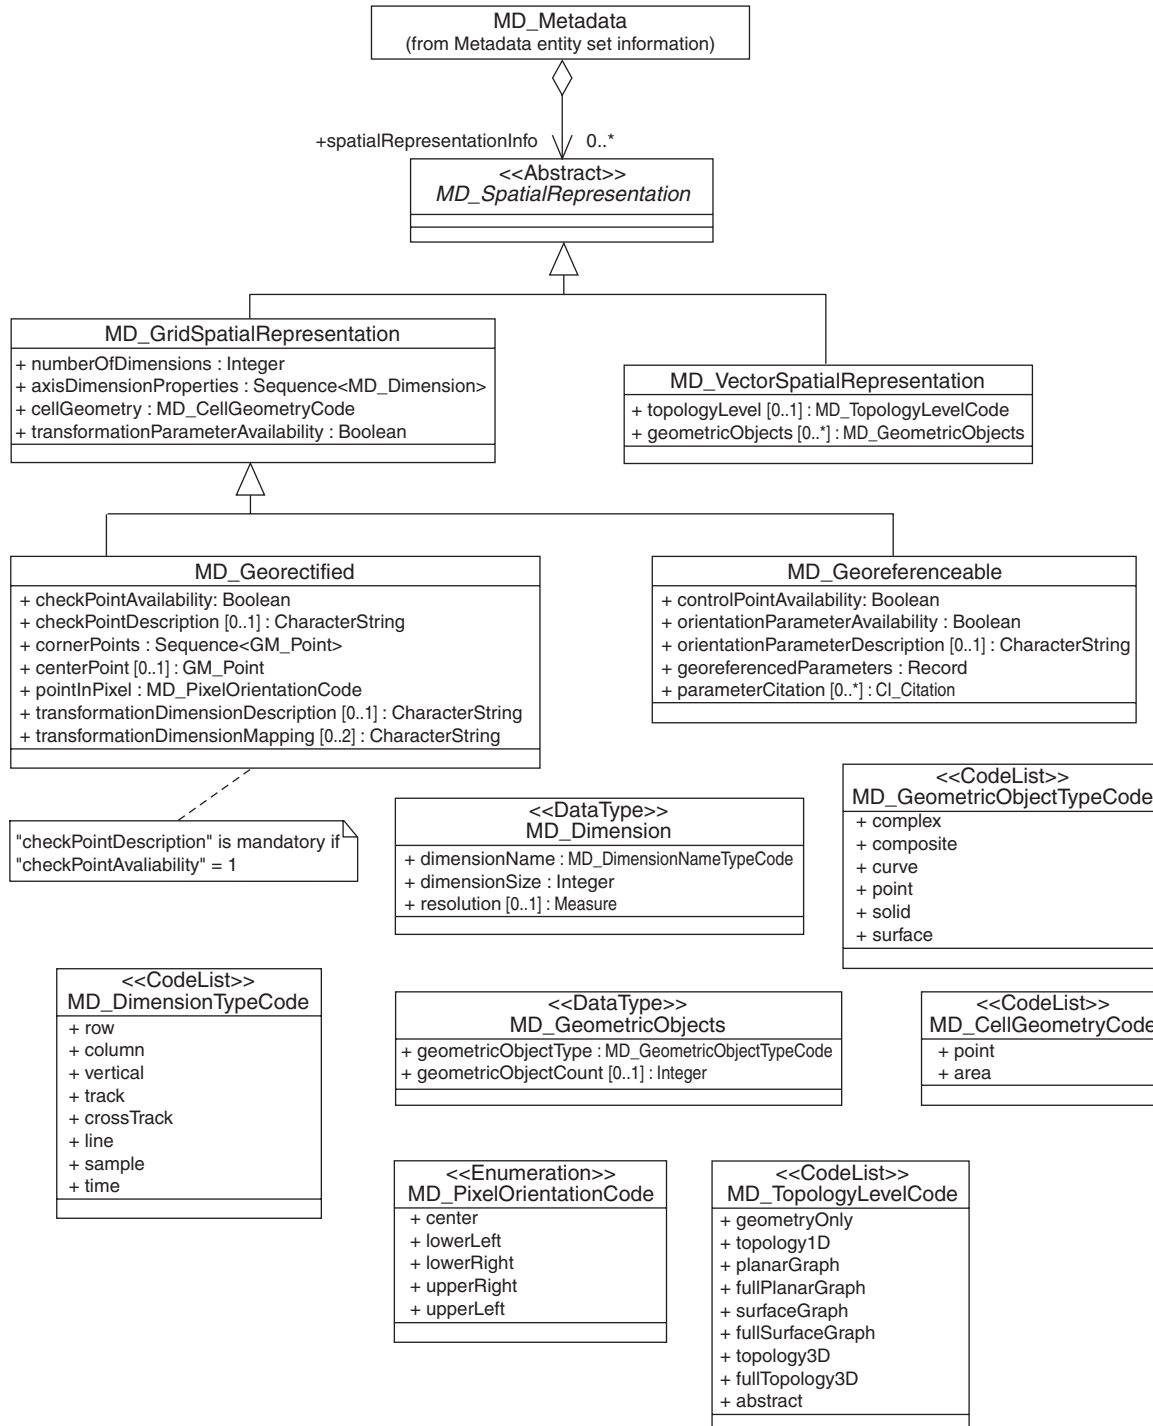 MD_Metadata
(from Metadata entity set information)
+spatialRepresentationInfo 0..*
<<Abstract>>
MD_SpatialRepresentation
MD_GridSpatialRepresentation
+ numberOfDimensions : Integer
+ axisDimensionProperties : Sequence<MD_Dimension>
+ cellGeometry : MD_CellGeometryCode
+ transformationParameterAvailability : Boolean
MD_VectorSpatialRepresentation
+ topologyLevel [0..1] : MD_TopologyLevelCode
+ geometricObjects [0..*] : MD_GeometricObjects
MD_Georectified
+ checkPointAvailability: Boolean
+ checkPointDescription [0..1] : CharacterString
+ cornerPoints : Sequence<GM_Point>
+ centerPoint [0..1] : GM_Point
+ pointInPixel : MD_PixelOrientationCode
+ transformationDimensionDescription [0..1] : CharacterString
+ transformationDimensionMapping [0..2] : CharacterString
MD_Georeferenceable
+ controlPointAvailability: Boolean
+ orientationParameterAvailability : Boolean
+ orientationParameterDescription [0..1] : CharacterString
+ georeferencedParameters : Record
+ parameterCitation [0..*] : CI_Citation
"checkPointDescription" is mandatory if
"checkPointAvaliability" = 1
<<DataType>>
MD_Dimension
+ dimensionName : MD_DimensionNameTypeCode
+ dimensionSize : Integer
+ resolution [0..1] : Measure
<<CodeList>>
MD_GeometricObjectTypeCode
+ complex
+ composite
+ curve
+ point
+ solid
+ surface
<<CodeList>>
MD_DimensionTypeCode
+ row
+ column
+ vertical
+ track
+ crossTrack
+ line
+ sample
+ time
<<DataType>>
MD_GeometricObjects
+ geometricObjectType : MD_GeometricObjectTypeCode
+ geometricObjectCount [0..1] : Integer
<<CodeList>>
MD_CellGeometryCode
+ point
+ area
<<Enumeration>>
MD_PixelOrientationCode
+ center
+ lowerLeft
+ lowerRight
+ upperRight
+ upperLeft
<<CodeList>>
MD_TopologyLevelCode
+ geometryOnly
+ topology1D
+ planarGraph
+ fullPlanarGraph
+ surfaceGraph
+ fullSurfaceGraph
+ topology3D
+ fullTopology3D
+ abstract